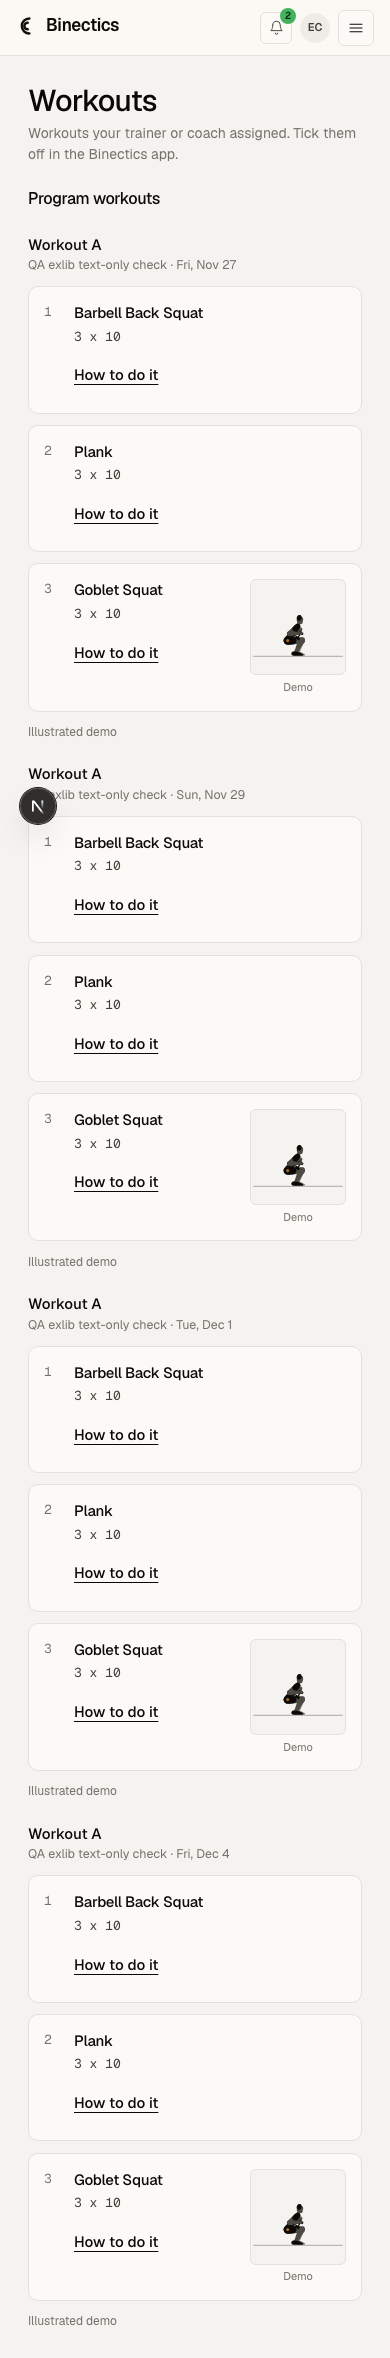 Binectics
2
EC
Workouts
Workouts your trainer or coach assigned. Tick them
off in the Binectics app.
Program workouts
Workout A
QA exlib text-only check · Fri, Nov 27
1
Barbell Back Squat
3 x 10
How to do it
2
Plank
3 x 10
How to do it
3
Goblet Squat
3 x 10
How to do it
Demo
Illustrated demo
Workout A
exlib text-only check · Sun, Nov 29
N
1
Barbell Back Squat
3 x 10
How to do it
2
Plank
3 x 10
How to do it
3
Goblet Squat
3 x 10
How to do it
Demo
Illustrated demo
Workout A
QA exlib text-only check · Tue, Dec 1
1
Barbell Back Squat
3 x 10
How to do it
2
Plank
3 x 10
How to do it
3
Goblet Squat
3 x 10
How to do it
Demo
Illustrated demo
Workout A
QA exlib text-only check · Fri, Dec 4
1
Barbell Back Squat
3 x 10
How to do it
2
Plank
3 x 10
How to do it
3
Goblet Squat
3 x 10
How to do it
Demo
Illustrated demo